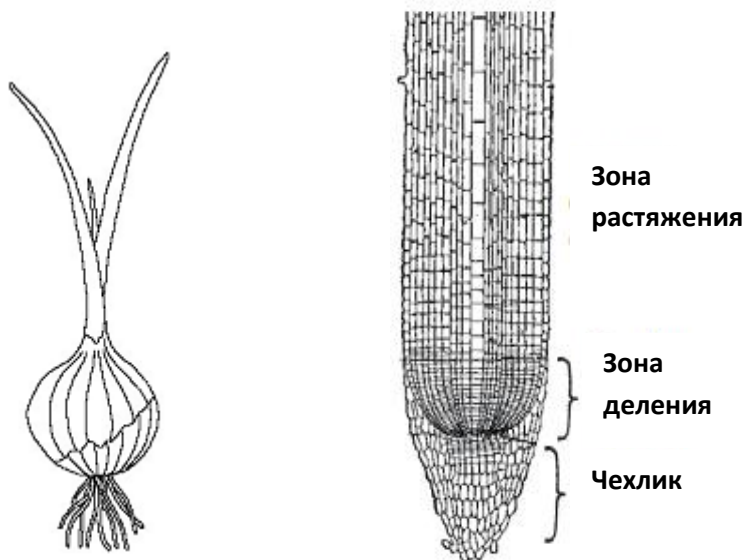 Зона
растяжения
Зона
деления
Чехлик